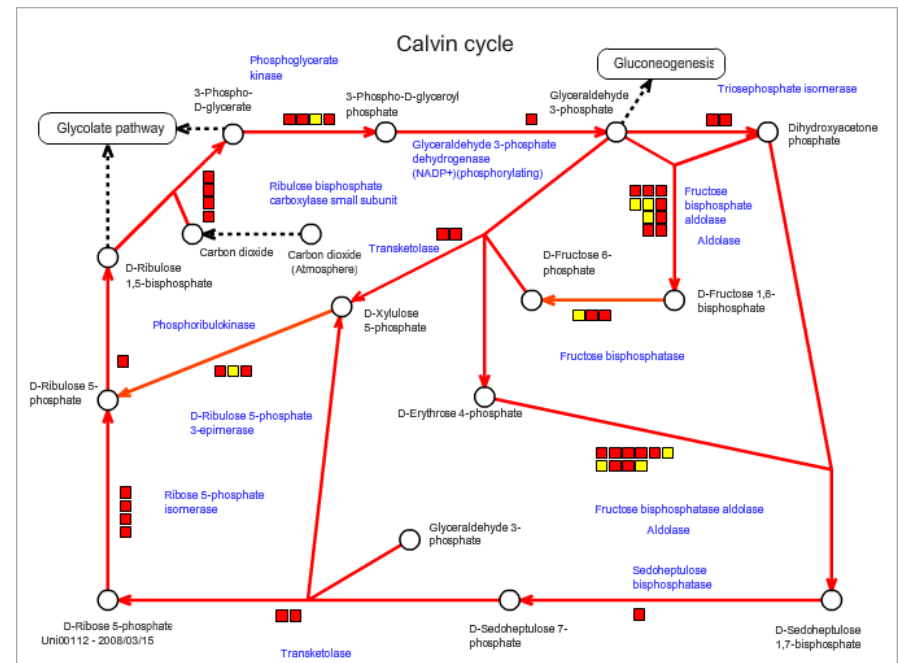 Calvin cycle
Phosphoglycerate
kinase
Gluconeogenesis
3-Phospho-
D-glycerate
3-Phospho-D-glyceroyl
phosphate
Glyceraldehyde
3-phosphate
Triosephosphate isomerase
Glycolate pathway
Dihydroxyacetone
phosphate
Glyceraldehyde 3-phosphate
dehydrogenase
(NADP+)(phosphorylating)
Ribulose bisphosphate
carboxylase small subunit
Fructose
bisphosphate
aldolase
Aldolase
Transketolase
Carbon dioxide
Carbon dioxide
(Atmosphere)
D-Ribulose
1,5-bisphosphate
D-Fructose 6-
phosphate
D-Fructose 1,6-
bisphosphate
D-Xylulose
5-phosphate
Phosphoribulokinase
Fructose bisphosphatase
D-Ribulose 5-
phosphate
D-Ribulose 5-phosphate
3-epimerase
D-Erythrose 4-phosphate
Ribose 5-phosphate
isomerase
Fructose bisphosphatase aldolase
Aldolase
Glyceraldehyde 3-
phosphate
Sedoheptulose
bisphosphatase
D-Ribose 5-phosphate
Uni00112 - 2008/03/15
D-Sedoheptulose 7-
phosphate
D-Sedoheptulose
1,7-bisphosphate
Transketolase